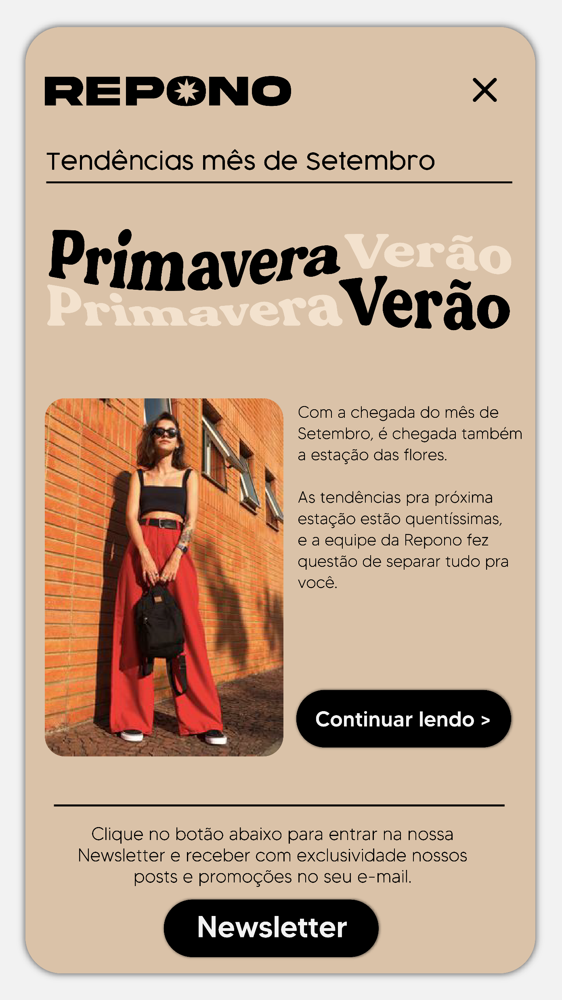 REPONO
Tendências mês de Setembro
Primavera Verão
Primavera Verão
Com a chegada do mês de
Setembro, é chegada também
a estação das flores.
As tendências pra próxima
estação estão quentíssimas,
e a equipe da Repono fez
questão de separar tudo pra
você.
Continuar lendo >
Clique no botão abaixo para entrar na nossa
Newsletter e receber com exclusividade nossos
posts e promoções no seu e-mail.
Newsletter